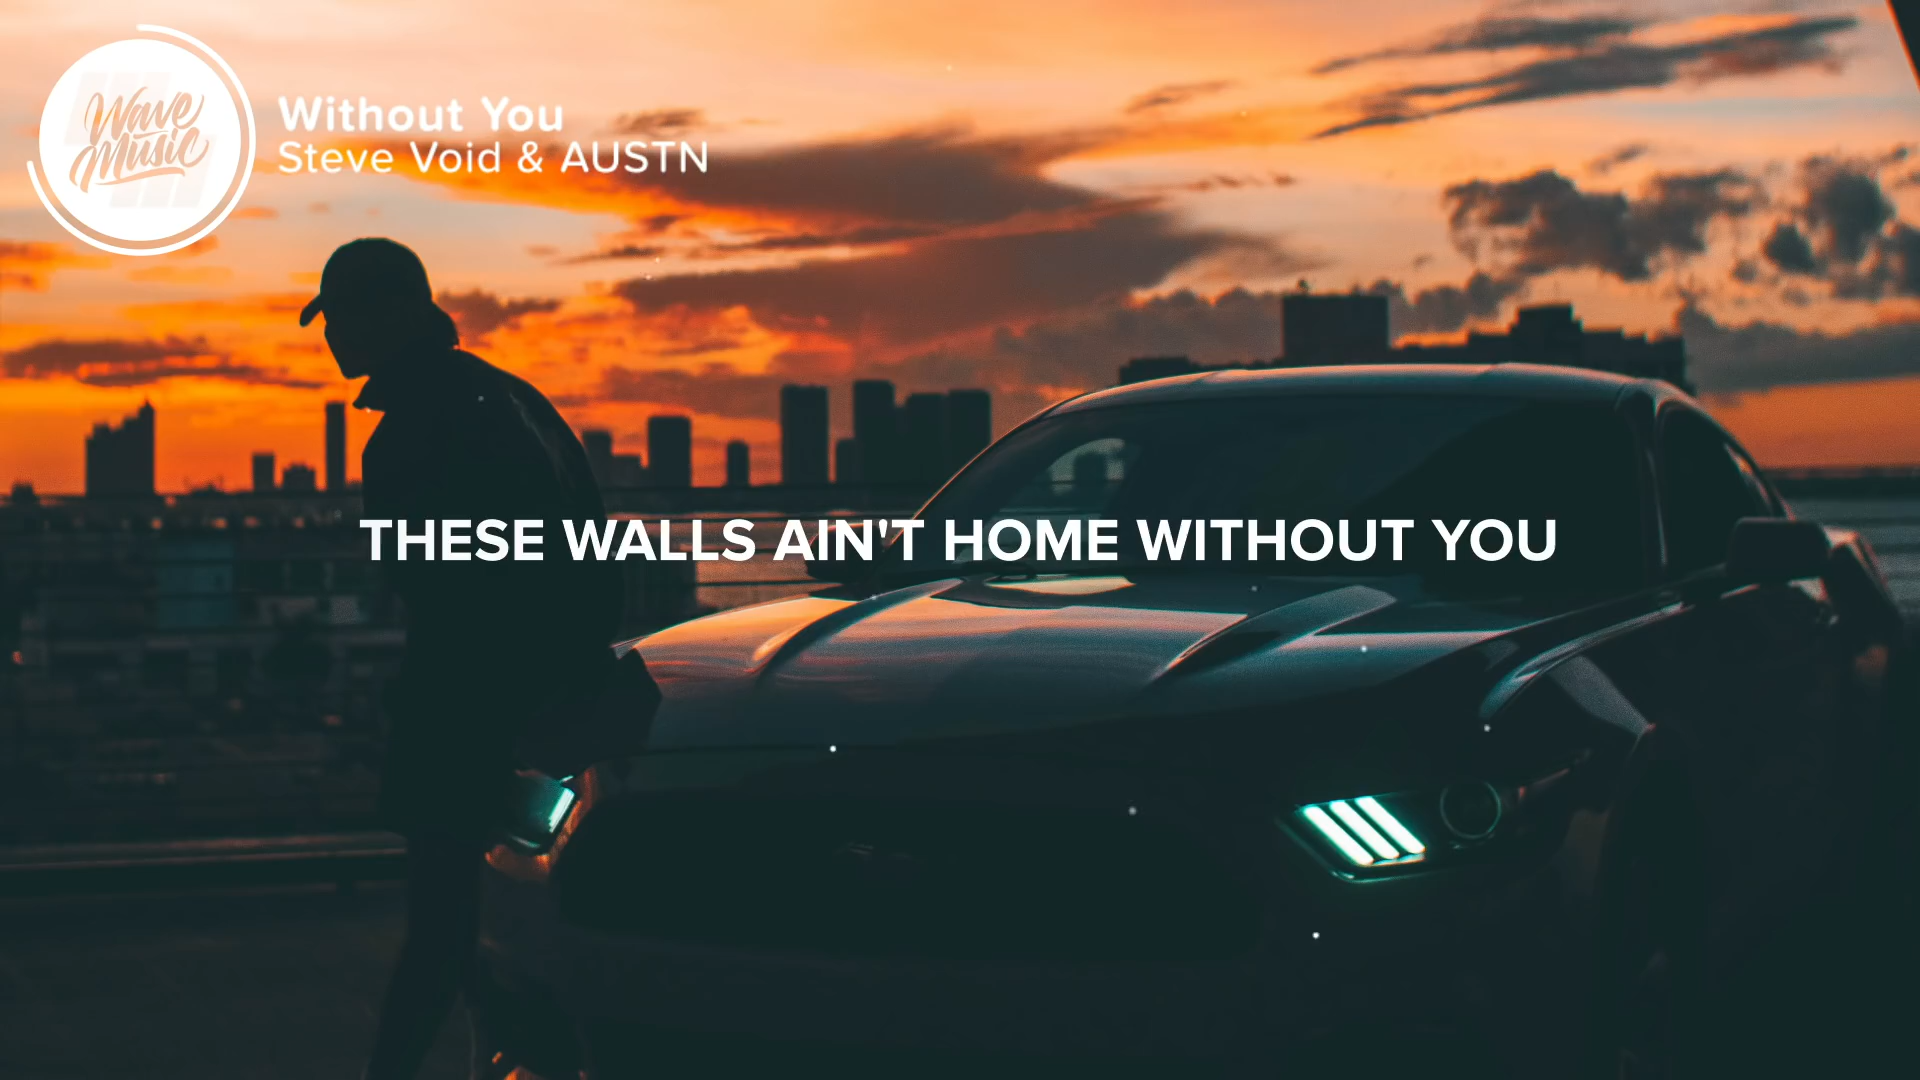 Wave
Music
Without You
Steve Void & AUSTN
THESE WALLS AIN'T HOME WITHOUT YOU